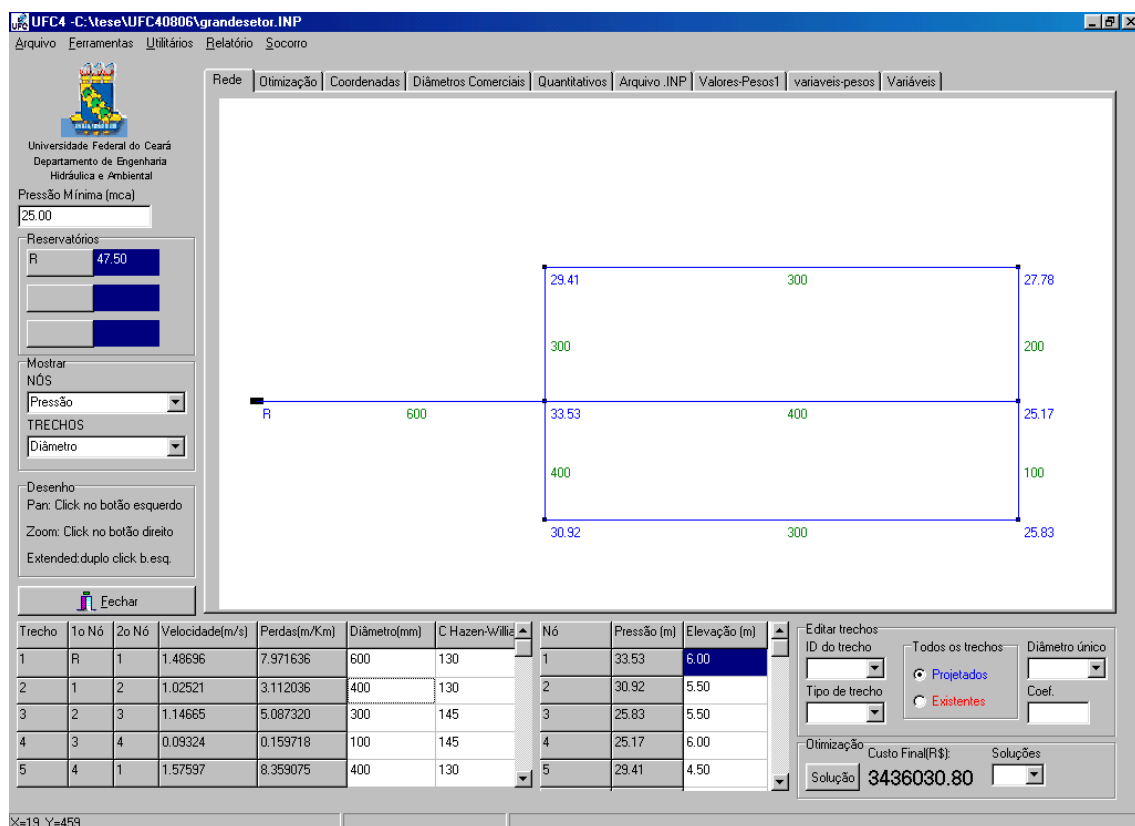 UFC4 -C:\tese\UFC40806\grandesetor.INP
Arquivo Ferramentas Utilitários Relatório Socorro
Universidade Federal do Ceará
Departamento de Engenharia
Hidráulica e Ambiental
Pressão Mínima (mca)
25.00
Reservatórios
R 47.50
Mostrar
NÓS
Pressão
TRECHOS
Diâmetro
Desenho
Pan: Click no botão esquerdo
Zoom: Click no botão direito
Extended:duplo click b.esq.
Fechar
Rede Otimização Coordenadas Diâmetros Comerciais Quantitativos Arquivo .INP Valores-Pesos1 variaveis-pesos Variáveis
29.41 300 27.78
300 200
R 600 33.53 400 25.17
400 100
30.92 300 25.83
Trecho 1o Nó 2o Nó Velocidade(m/s) Perdas(m/Km) Diâmetro(mm) C Hazen-Willia
1 R 1 1.48696 7.971636 600 130
2 1 2 1.02521 3.112036 400 130
3 2 3 1.14665 5.087320 300 145
4 3 4 0.09324 0.159718 100 145
5 4 1 1.57597 8.359075 400 130
Nó Pressão (m) Elevação (m)
1 33.53 6.00
2 30.92 5.50
3 25.83 5.50
4 25.17 6.00
5 29.41 4.50
Editar trechos
ID do trecho
Tipo de trecho
Todos os trechos
Projetados
Existentes
Diâmetro único
Coef.
Otimização
Solução
Custo Final(R$):
3436030.80
Soluções
X=19 Y=459